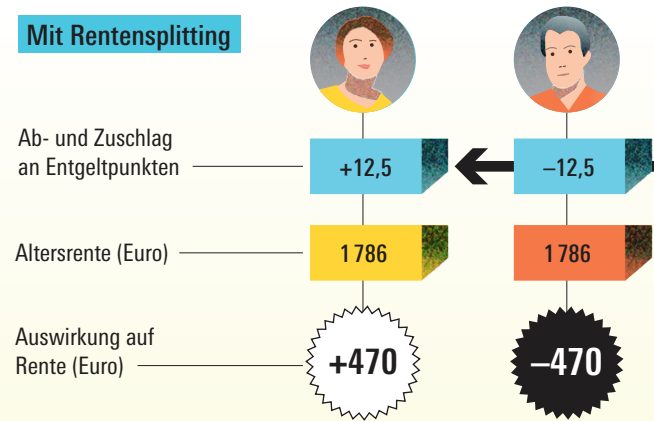 Mit Rentensplitting
Ab- und Zuschlag
an Entgeltpunkten
+12,5
–12,5
Altersrente (Euro)
1 786
1 786
Auswirkung auf
Rente (Euro)
+470
–470